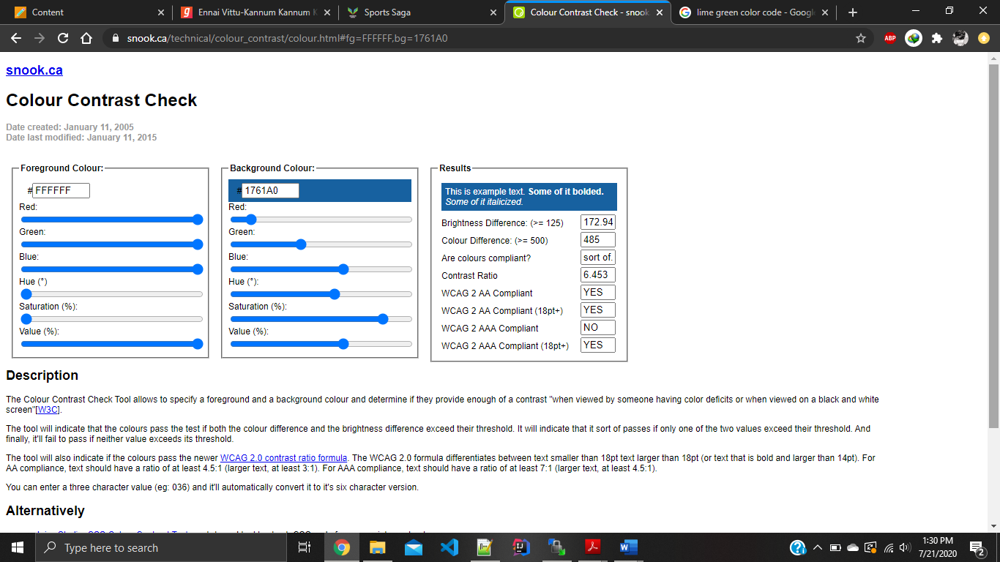 Content
Ennai Vittu-Kannum Kannum K
Sports Saga
Colour Contrast Check - snook
lime green color code - Googl
snook.ca/technical/colour_contrast/colour.html#fg=FFFFFF,bg=1761A0
ABP
snook.ca
Colour Contrast Check
Date created: January 11, 2005
Date last modified: January 11, 2015
Foreground Colour:
#FFFFFF
Red:
Green:
Blue:
Hue (°)
Saturation (%):
Value (%):
Background Colour:
#1761A0
Red:
Green:
Blue:
Hue (°):
Saturation (%):
Value (%):
Results
This is example text. Some of it bolded.
Some of it italicized.
Brightness Difference: (>= 125) 172.94
Colour Difference: (>= 500) 485
Are colours compliant? sort of.
Contrast Ratio 6.453
WCAG 2 AA Compliant YES
WCAG 2 AA Compliant (18pt+) YES
WCAG 2 AAA Compliant NO
WCAG 2 AAA Compliant (18pt+) YES
Description
The Colour Contrast Check Tool allows to specify a foreground and a background colour and determine if they provide enough of a contrast "when viewed by someone having color deficits or when viewed on a black and white
screen"[W3C].
The tool will indicate that the colours pass the test if both the colour difference and the brightness difference exceed their threshold. It will indicate that it sort of passes if only one of the two values exceed their threshold. And
finally, it'll fail to pass if neither value exceeds its threshold.
The tool will also indicate if the colours pass the newer WCAG 2.0 contrast ratio formula. The WCAG 2.0 formula differentiates between text smaller than 18pt text larger than 18pt (or text that is bold and larger than 14pt). For
AA compliance, text should have a ratio of at least 4.5:1 (larger text, at least 3:1). For AAA compliance, text should have a ratio of at least 7:1 (larger text, at least 4.5:1).
You can enter a three character value (eg: 036) and it'll automatically convert it to it's six character version.
Alternatively
Type here to search
1:30 PM
7/21/2020
2